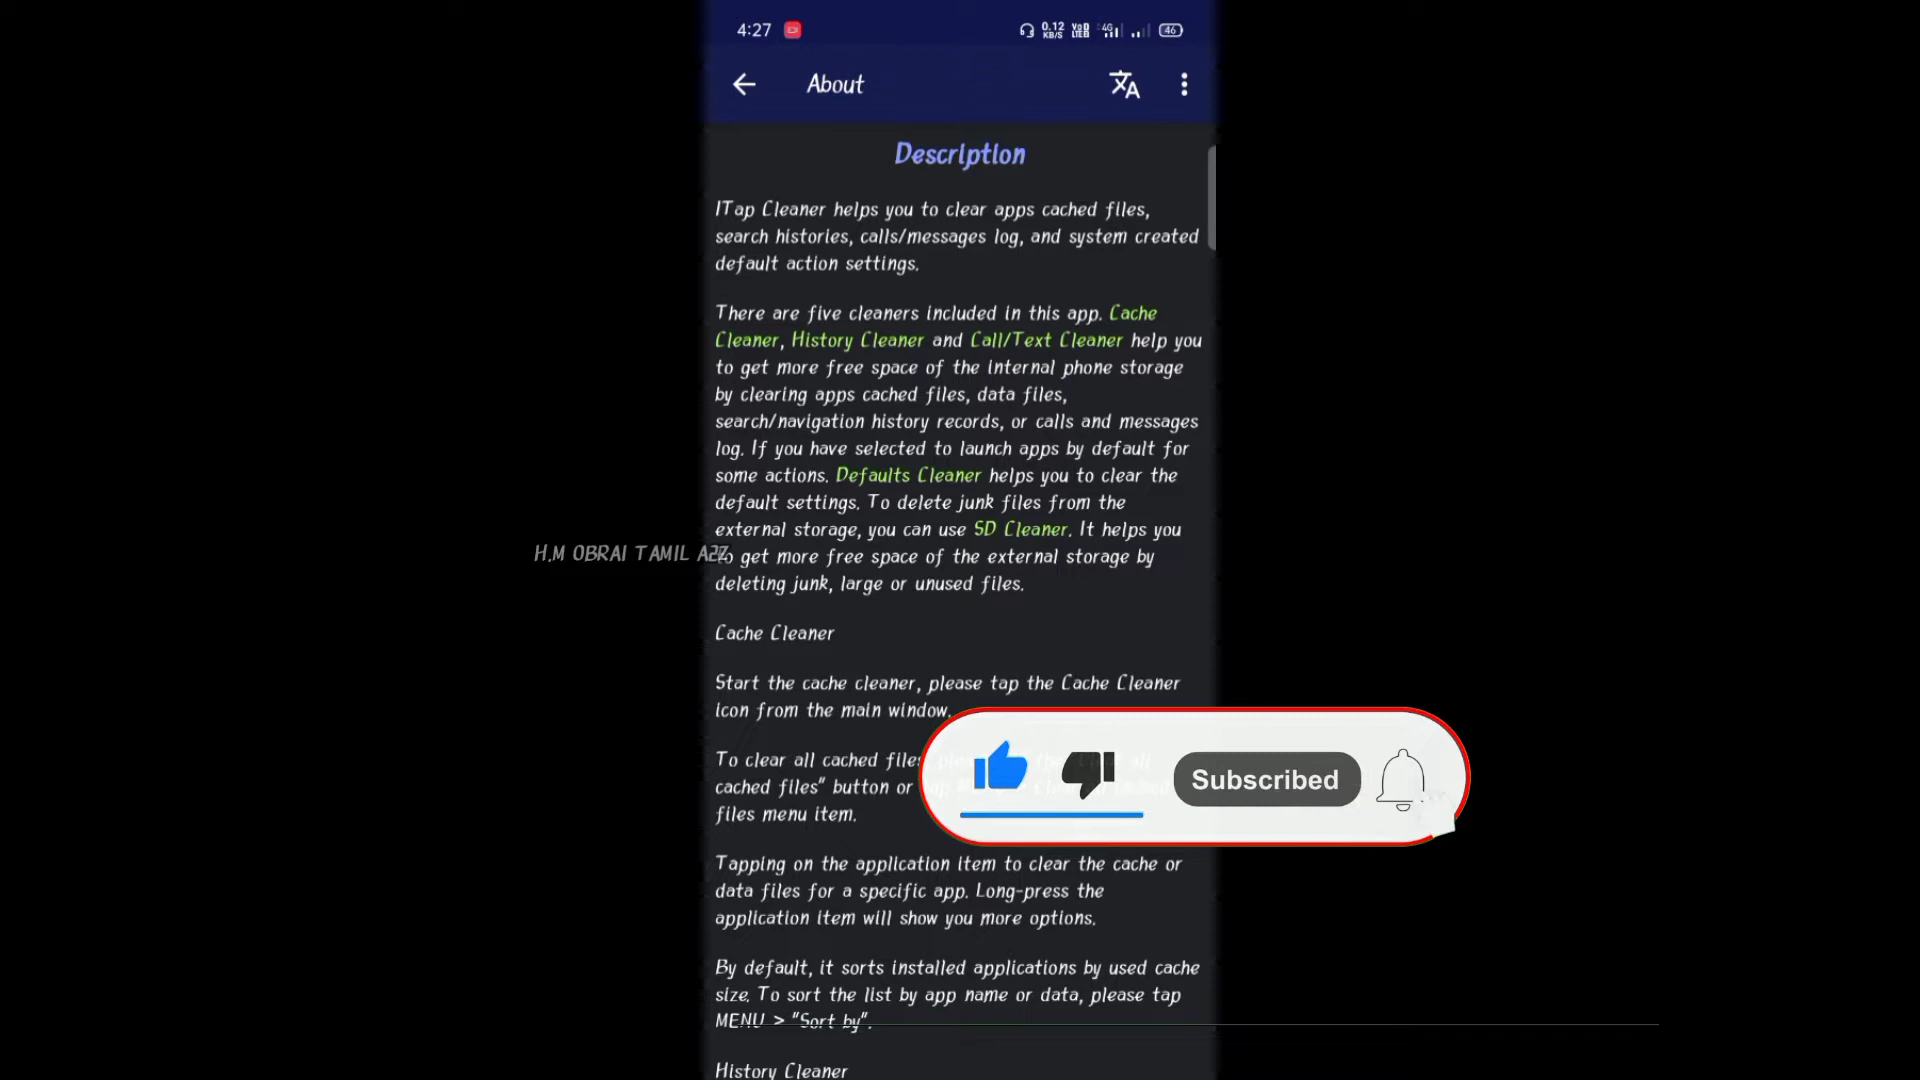 4:27
0.12 KB/S VoD LTEB 4G 46
About
Description
1Tap Cleaner helps you to clear apps cached files,
search histories, calls/messages log, and system created
default action settings.
There are five cleaners included in this app. Cache
Cleaner, History Cleaner and Call/Text Cleaner help you
to get more free space of the internal phone storage
by clearing apps cached files, data files,
search/navigation history records, or calls and messages
log. If you have selected to launch apps by default for
some actions. Defaults Cleaner helps you to clear the
default settings. To delete junk files from the
external storage, you can use SD Cleaner. It helps you
H.M OBRAI TAMIL A2Z
to get more free space of the external storage by
deleting junk, large or unused files.
Cache Cleaner
Start the cache cleaner, please tap the Cache Cleaner
icon from the main window.
To clear all cached files
cached files" button or
files menu item.
Subscribed
Tapping on the application item to clear the cache or
data files for a specific app. Long-press the
application item will show you more options.
By default, it sorts installed applications by used cache
size. To sort the list by app name or data, please tap
MENU > "Sort by".
History Cleaner